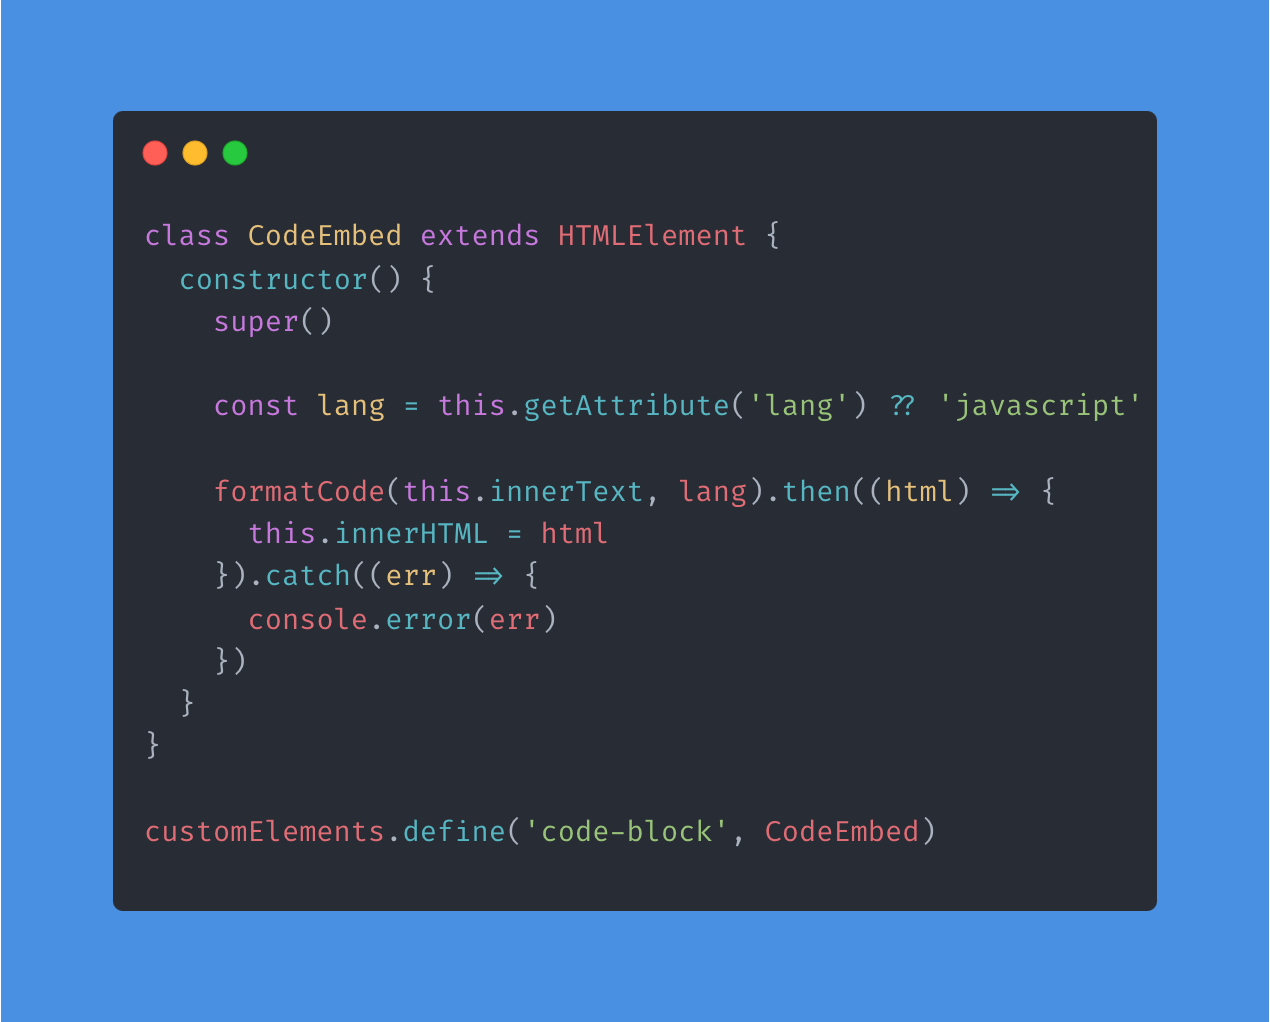 class CodeEmbed extends HTMLElement {
  constructor() {
    super()

    const lang = this.getAttribute('lang') ?? 'javascript'

    formatCode(this.innerText, lang).then((html) => {
      this.innerHTML = html
    }).catch((err) => {
      console.error(err)
    })
  }
}

customElements.define('code-block', CodeEmbed)